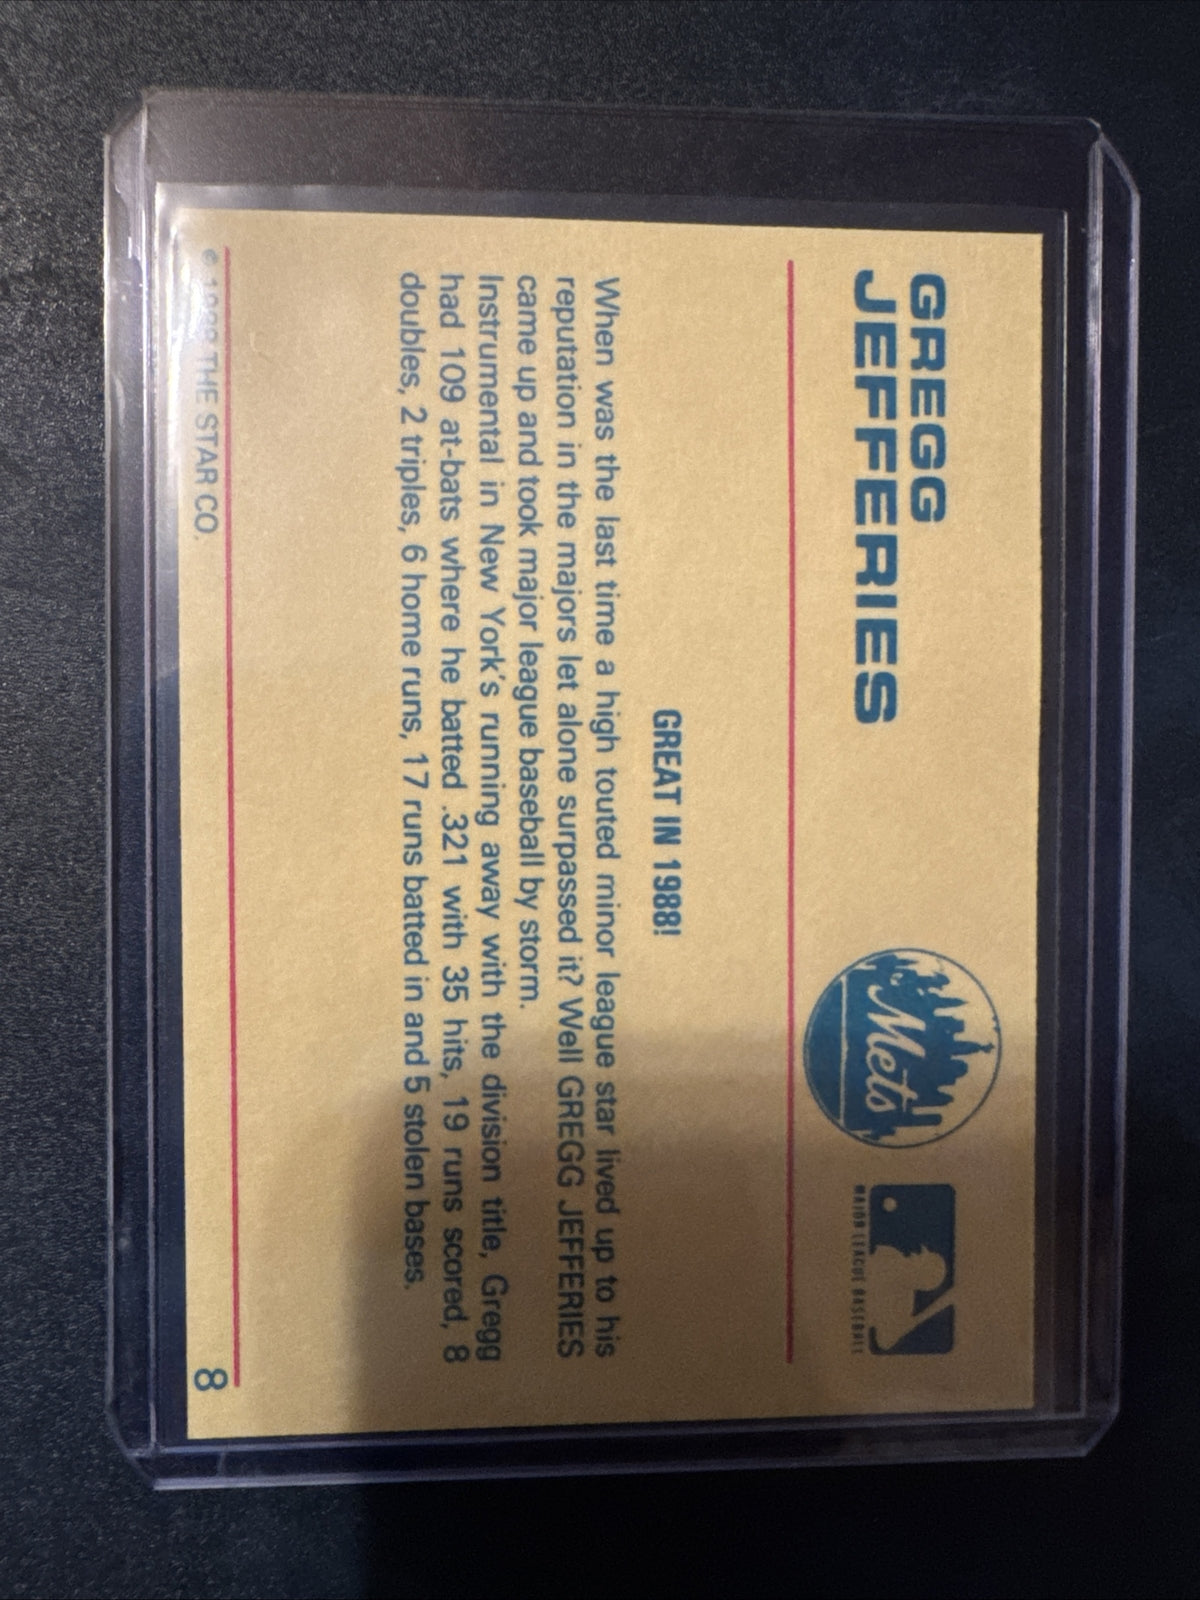 GREGG
JEFFERIES
Mets
MAJOR LEAGUE BASEBALL
GREAT IN 1988!
When was the last time a high touted minor league star lived up to his
reputation in the majors let alone surpassed it? Well GREGG JEFFERIES
came up and took major league baseball by storm.
Instrumental in New York's running away with the division title, Gregg
had 109 at-bats where he batted .321 with 35 hits, 19 runs scored, 8
doubles, 2 triples, 6 home runs, 17 runs batted in and 5 stolen bases.
© THE STAR CO.
8